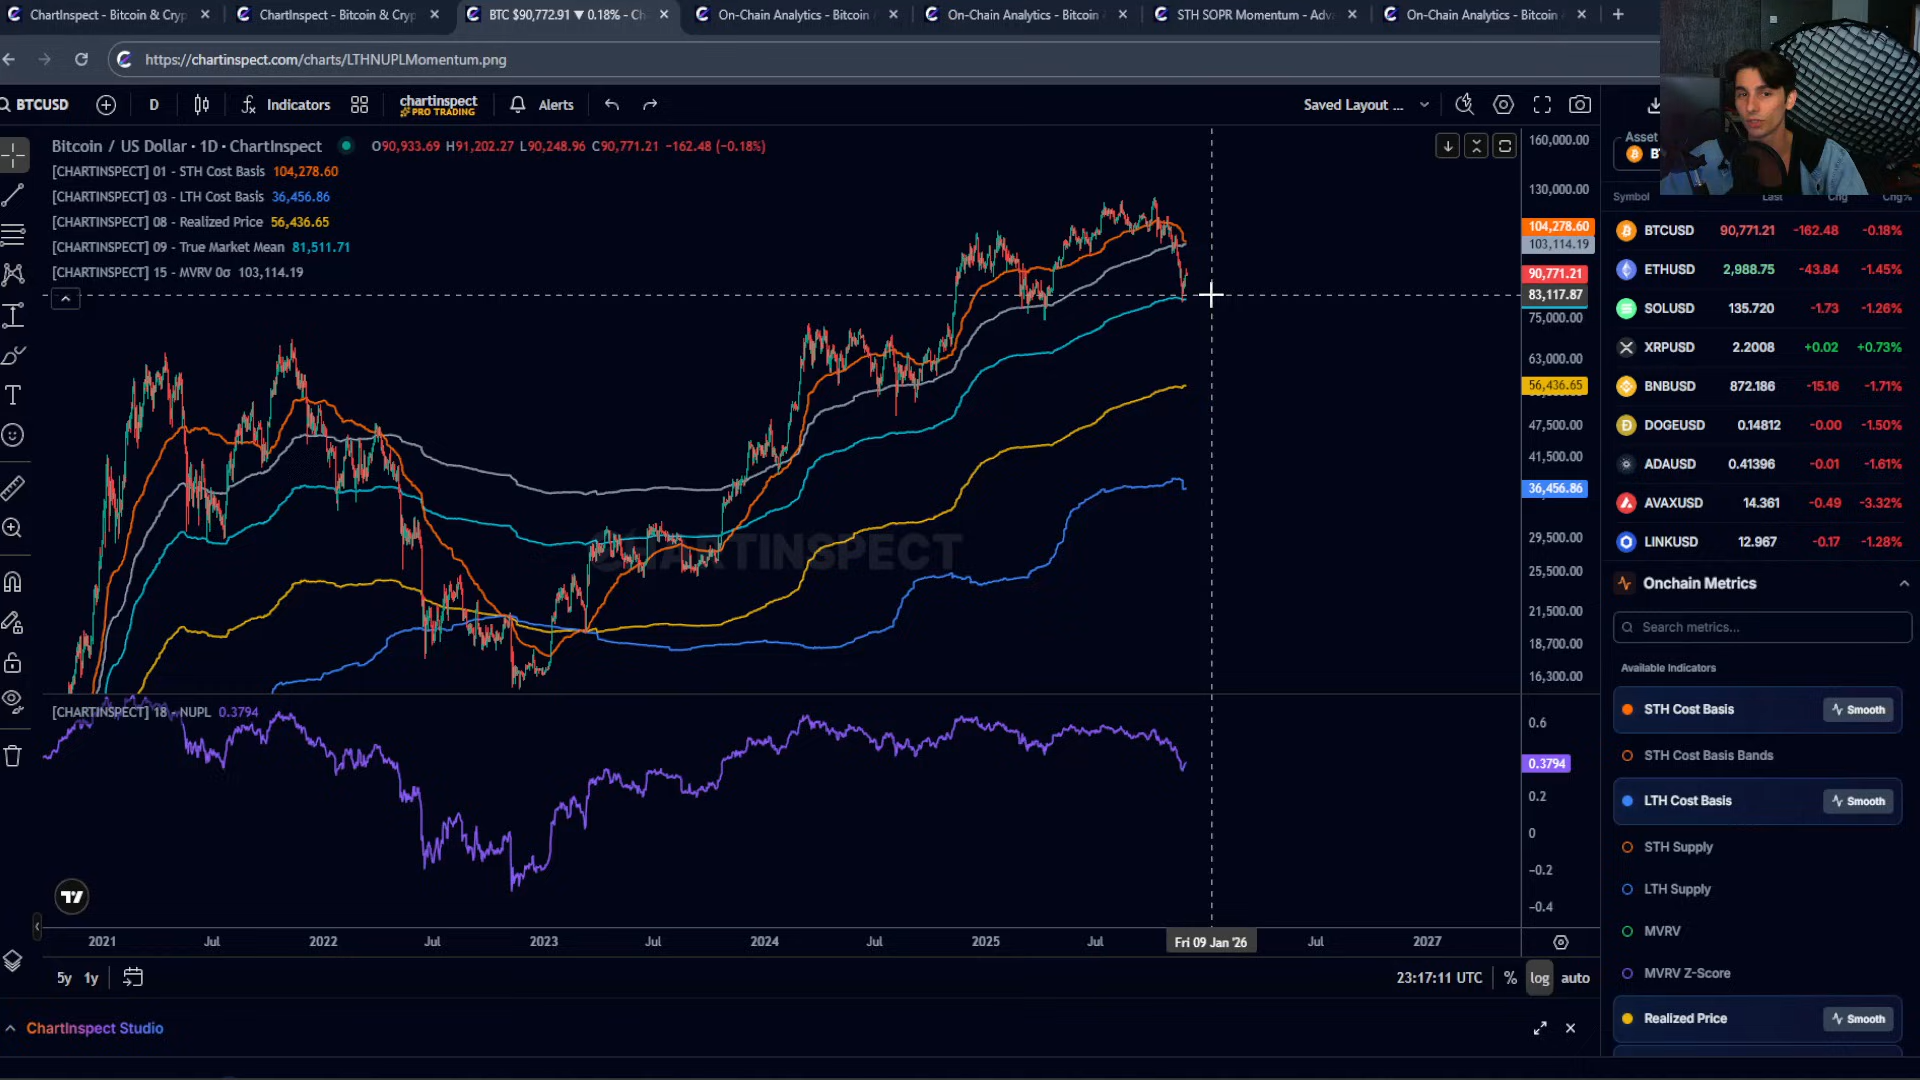 ChartInspect - Bitcoin & Cryp
ChartInspect - Bitcoin & Cryp
BTC $90,772.91 ▼ 0.18% - Ch
On-Chain Analytics - Bitcoin
On-Chain Analytics - Bitcoin
STH SOPR Momentum - Adv
On-Chain Analytics - Bitcoin
https://chartinspect.com/charts/LTHNUPLMomentum.png
BTCUSD
D
Indicators
chartinspect
PRO TRADING
Alerts
Saved Layout ...
Bitcoin / US Dollar · 1D · ChartInspect
O90,933.69 H91,202.27 L90,248.96 C90,771.21 -162.48 (-0.18%)
[CHARTINSPECT] 01 - STH Cost Basis 104,278.60
[CHARTINSPECT] 03 - LTH Cost Basis 36,456.86
[CHARTINSPECT] 08 - Realized Price 56,436.65
[CHARTINSPECT] 09 - True Market Mean 81,511.71
[CHARTINSPECT] 15 - MVRV 0σ 103,114.19
CHARTINSPECT
160,000.00
130,000.00
104,278.60
103,114.19
90,771.21
83,117.87
75,000.00
63,000.00
56,436.65
47,500.00
41,500.00
36,456.86
29,500.00
25,500.00
21,500.00
18,700.00
16,300.00
[CHARTINSPECT] 18 - NUPL 0.3794
0.6
0.3794
0.2
0
-0.2
-0.4
2021 Jul 2022 Jul 2023 Jul 2024 Jul 2025 Jul Fri 09 Jan '26 Jul 2027
5y 1y
23:17:11 UTC % log auto
ChartInspect Studio
Asset
Symbol Last Chg Chg%
BTCUSD 90,771.21 -162.48 -0.18%
ETHUSD 2,988.75 -43.84 -1.45%
SOLUSD 135.720 -1.73 -1.26%
XRPUSD 2.2008 +0.02 +0.73%
BNBUSD 872.186 -15.16 -1.71%
DOGEUSD 0.14812 -0.00 -1.50%
ADAUSD 0.41396 -0.01 -1.61%
AVAXUSD 14.361 -0.49 -3.32%
LINKUSD 12.967 -0.17 -1.28%
Onchain Metrics
Search metrics...
Available Indicators
STH Cost Basis Smooth
STH Cost Basis Bands
LTH Cost Basis Smooth
STH Supply
LTH Supply
MVRV
MVRV Z-Score
Realized Price Smooth